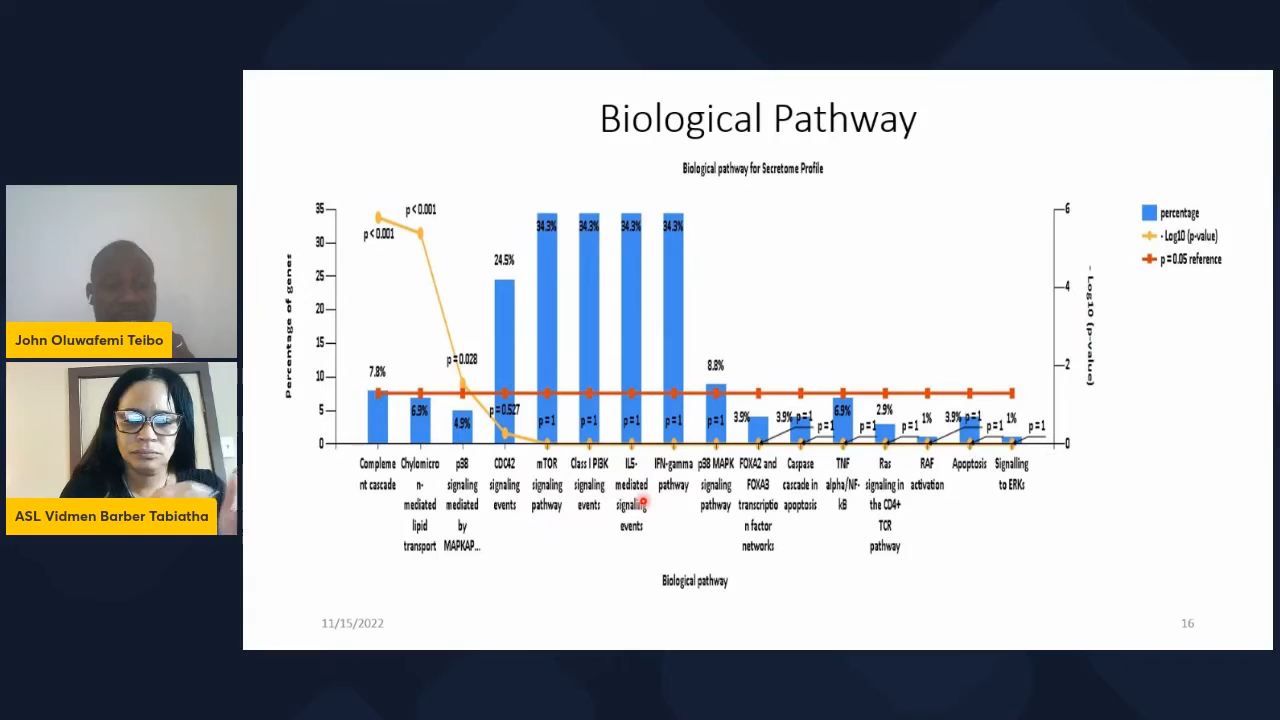 Biological Pathway
Biological pathway for Secretome Profile
John Oluwafemi Teibo
ASL Vidmen Barber Tabiatha
Percentage of genes
35
30
25
20
15
10
5
0
p < 0.001
p < 0.001
p = 0.028
p = 0.527
p = 1
p = 1
p = 1
p = 1
p = 1
p = 1
p = 1
p = 1
p = 1
p = 1
p = 1
p = 1
7.8%
6.9%
4.9%
24.5%
34.3%
34.3%
34.3%
34.3%
8.8%
3.9%
3.9%
6.9%
2.9%
1%
3.9%
1%
6
4
2
0
- Log10 (p-value)
percentage
- Log10 (p-value)
p = 0.05 reference
Compleme
nt cascade
Chylomicro
n-
mediated
lipid
transport
p38
signaling
mediated
by
MAPKAP...
CDC42
signaling
events
mTOR
signaling
pathway
Class I PI3K
signaling
events
IL5-
mediated
signaling
events
IFN-gamma
pathway
p38 MAPK
signaling
pathway
FOXA2 and
FOXA3
transcriptio
n factor
networks
Caspase
cascade in
apoptosis
TNF
alpha/NF-
kB
Ras
signaling in
the CD4+
TCR
pathway
RAF
activation
Apoptosis
Signalling
to ERKs
Biological pathway
11/15/2022
16